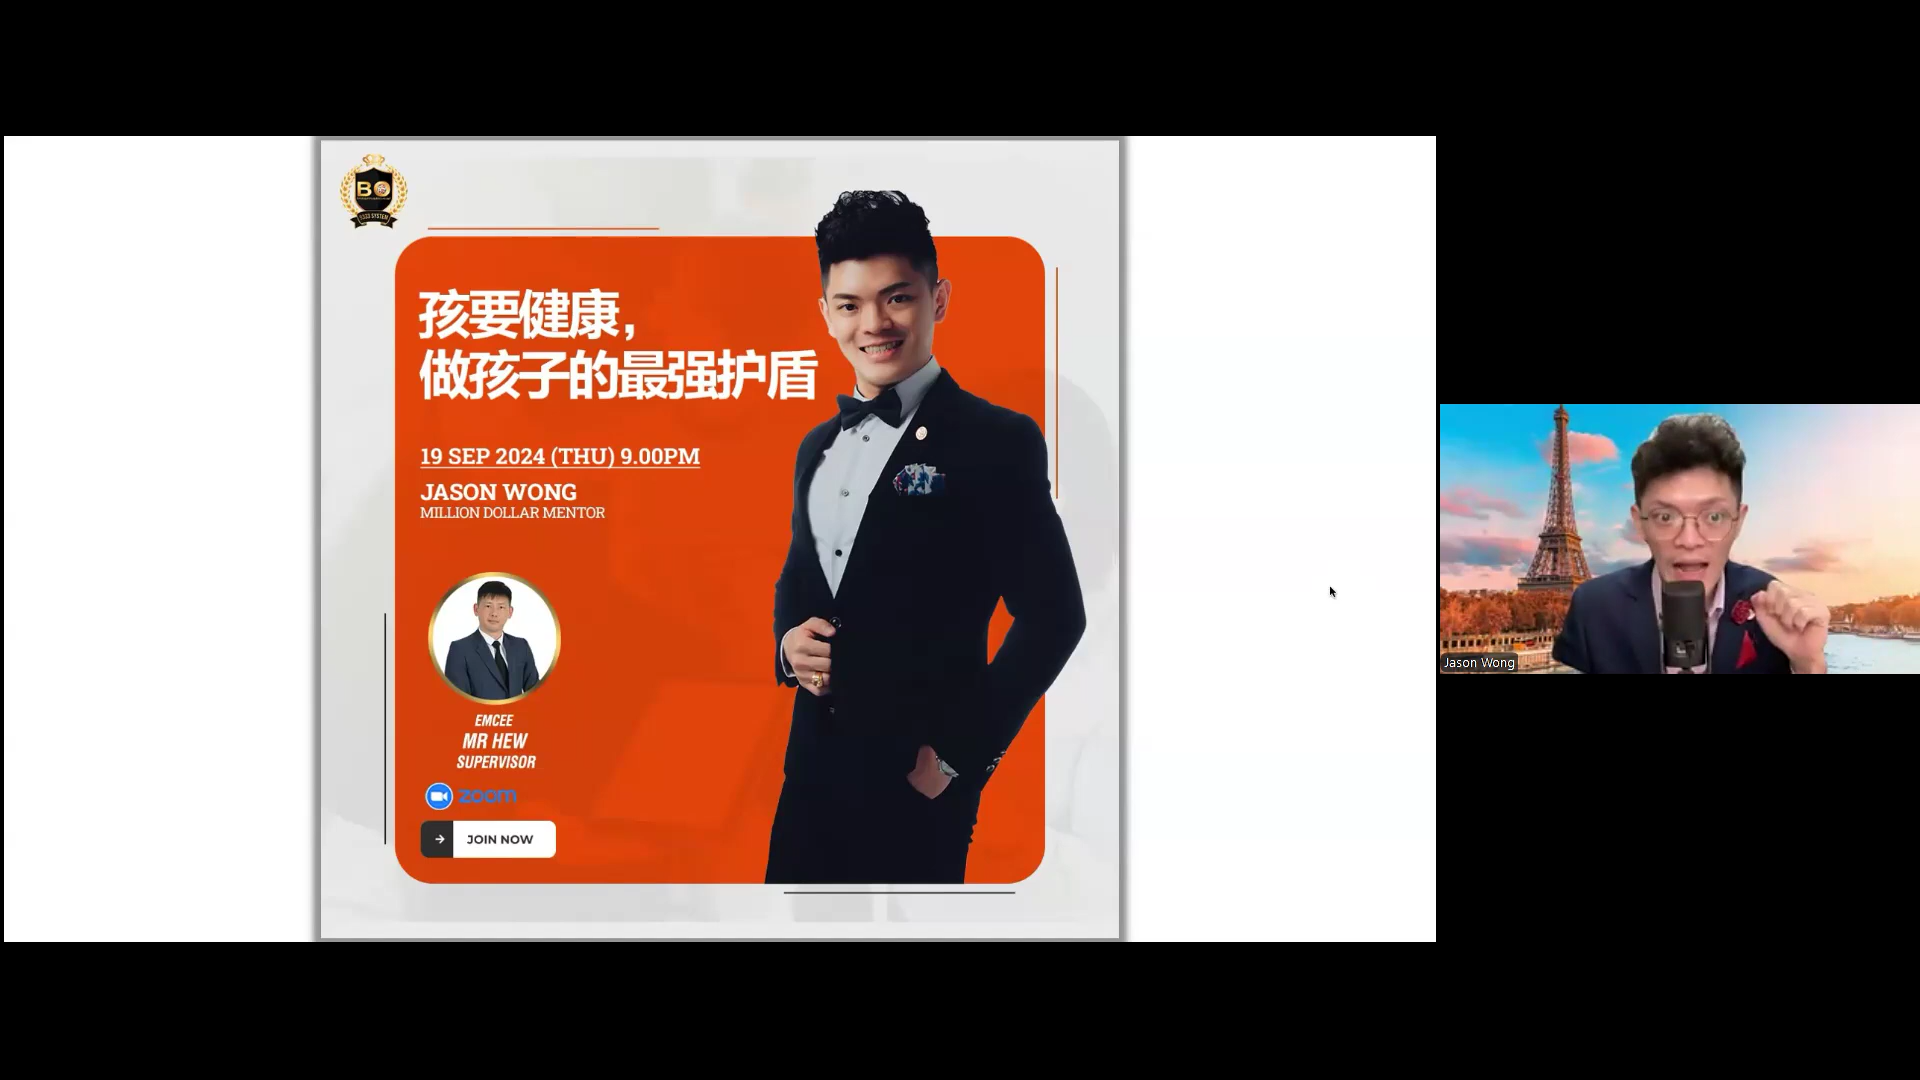 BO
孩要健康,
做孩子的最强护盾
19 SEP 2024 (THU) 9.00PM
JASON WONG
MILLION DOLLAR MENTOR
EMCEE
MR HEW
SUPERVISOR
zoom
JOIN NOW
Jason Wong